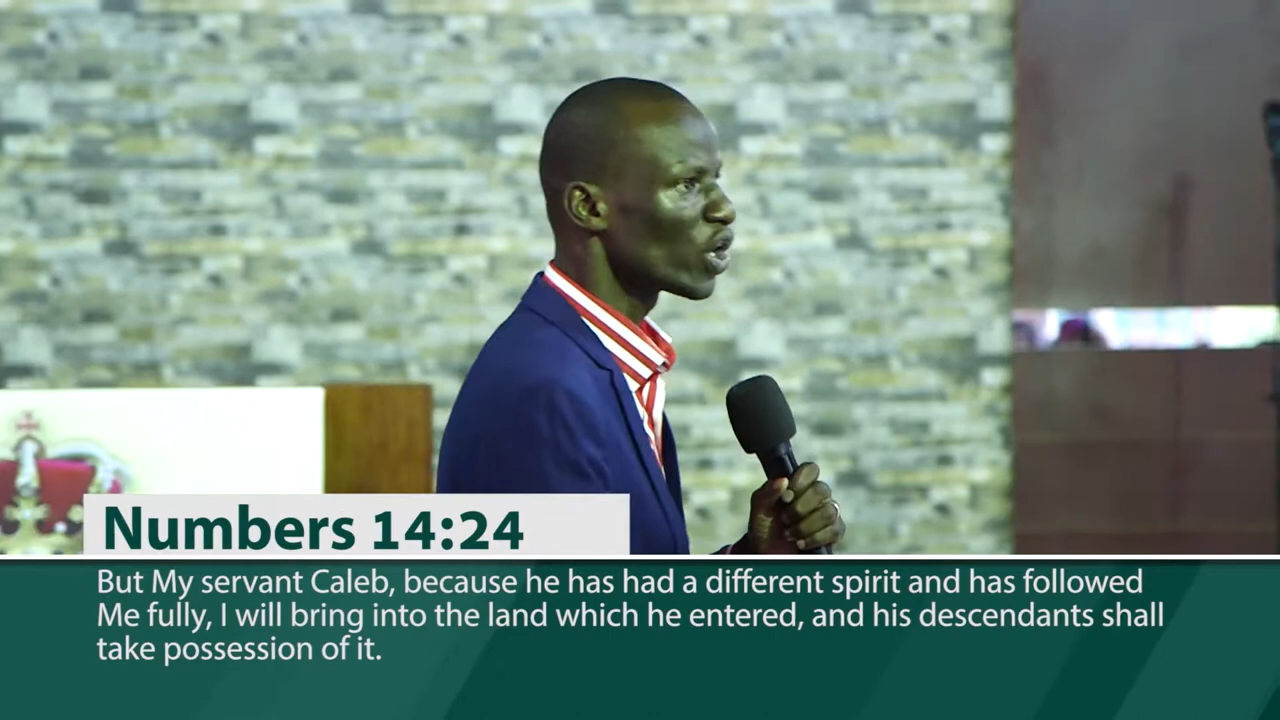 Numbers 14:24
But My servant Caleb, because he has had a different spirit and has followed
Me fully, I will bring into the land which he entered, and his descendants shall
take possession of it.